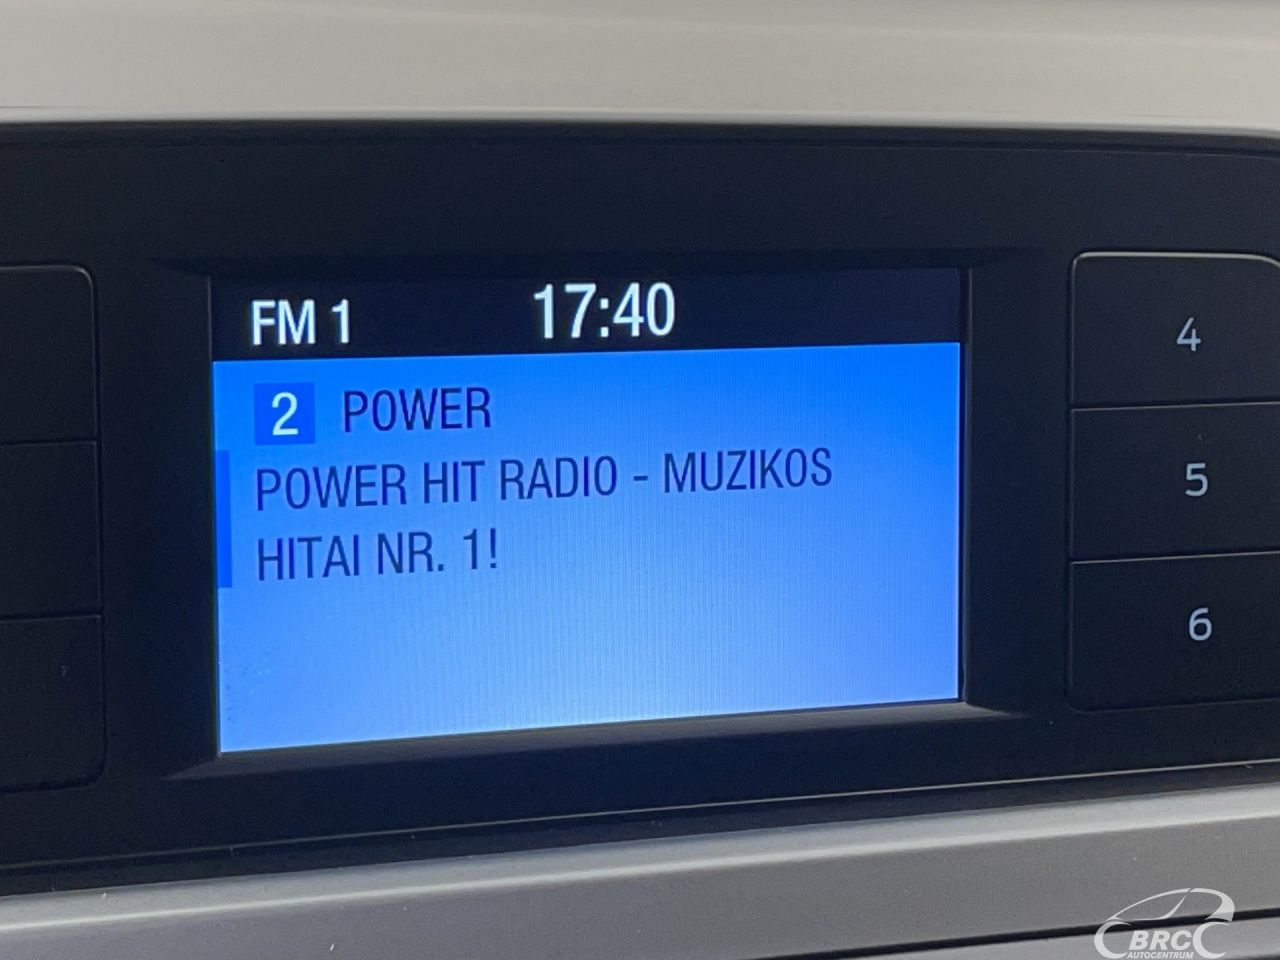 FM 1 17:40
2 POWER
POWER HIT RADIO - MUZIKOS
HITAI NR. 1!
4
5
6
BRC
AUTOCENTRUM